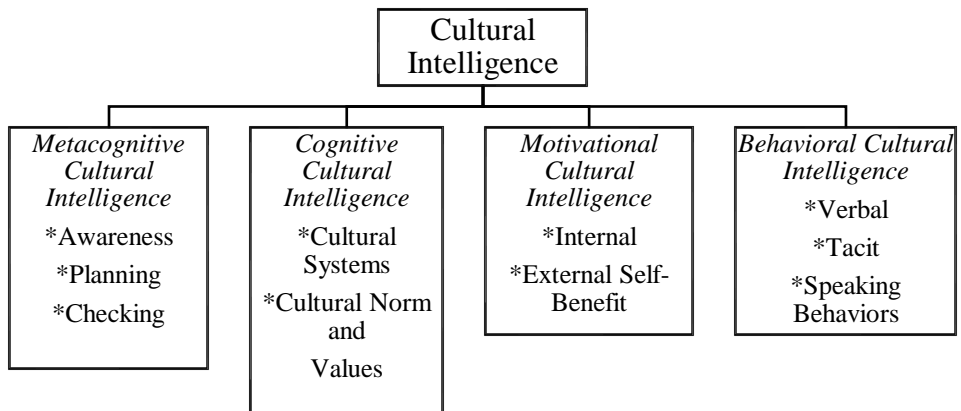 Cultural
Intelligence
Metacognitive
Cultural
Intelligence
*Awareness
*Planning
*Checking
Cognitive
Cultural
Intelligence
*Cultural
Systems
*Cultural Norm
and
Values
Motivational
Cultural
Intelligence
*Internal
*External Self-
Benefit
Behavioral Cultural
Intelligence
*Verbal
*Tacit
*Speaking
Behaviors